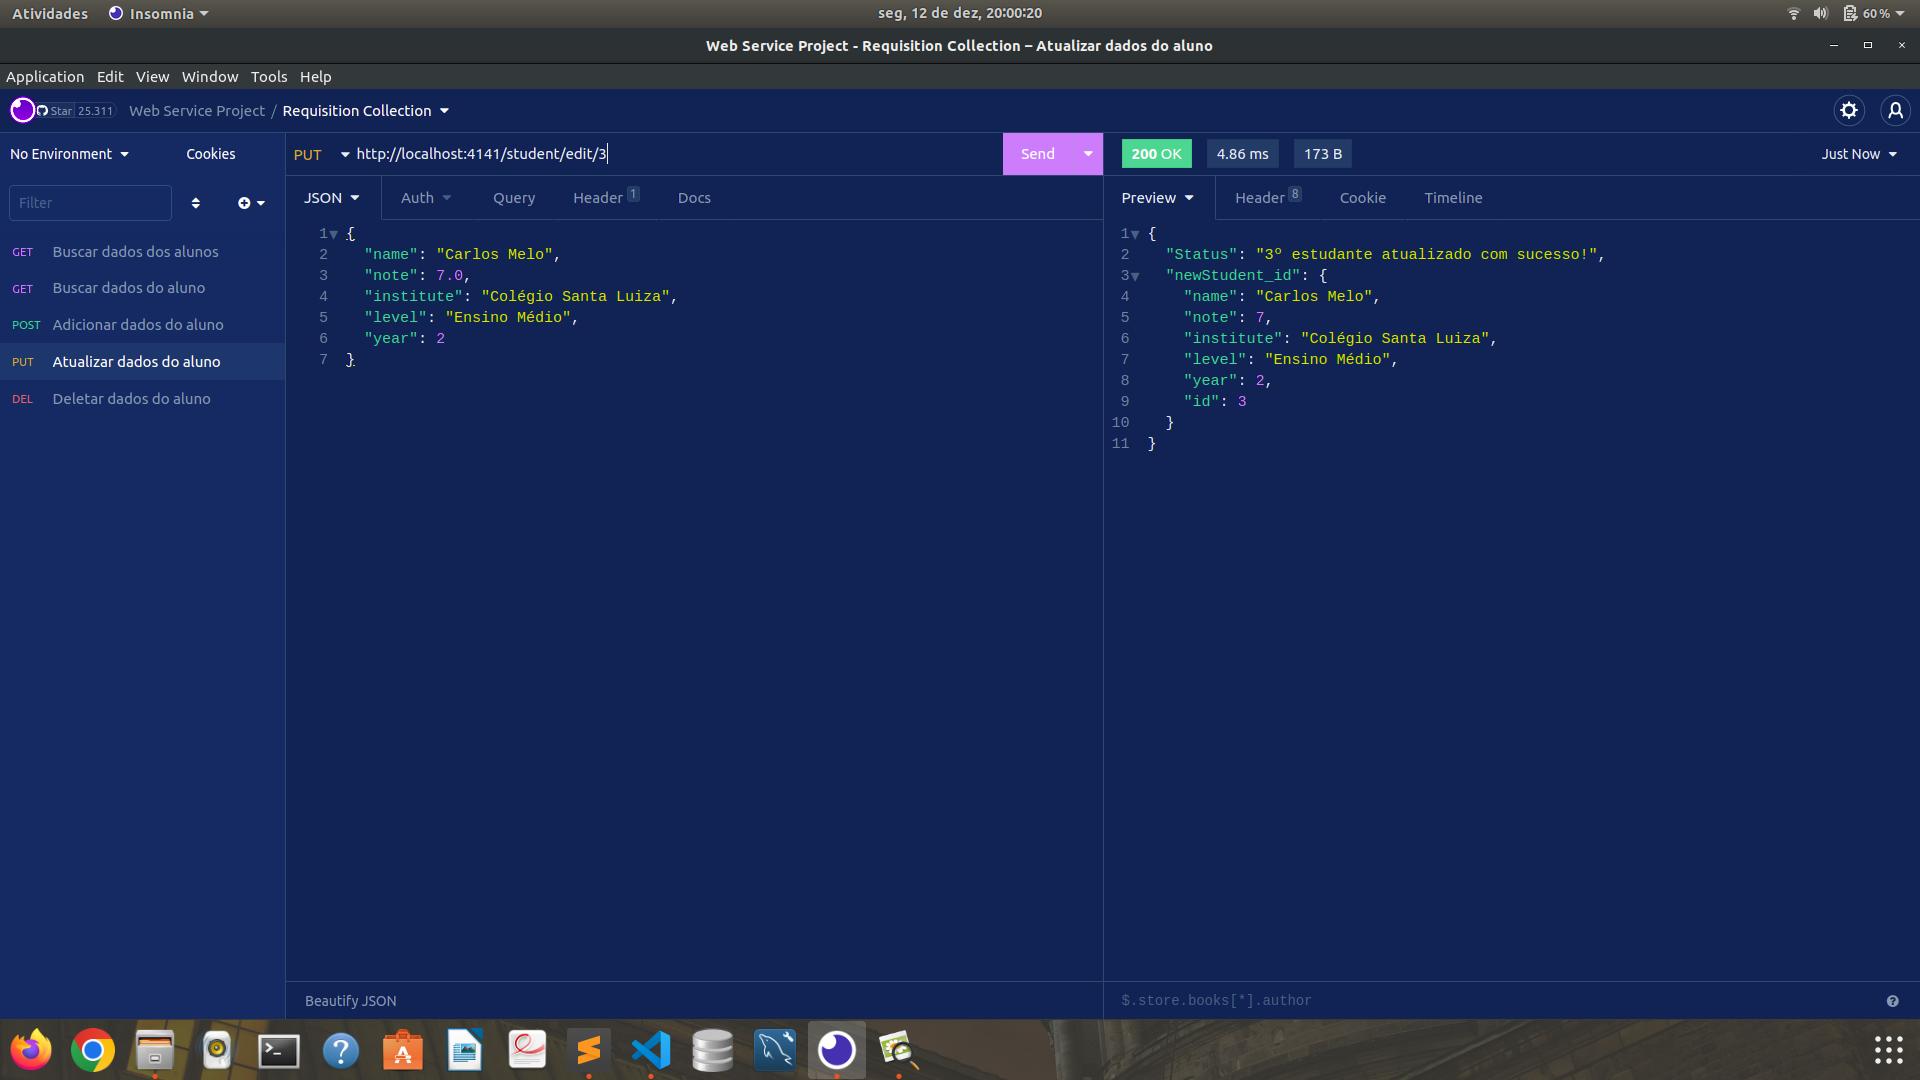 Atividades Insomnia seg, 12 de dez, 20:00:20 60 %
Web Service Project - Requisition Collection – Atualizar dados do aluno
Application Edit View Window Tools Help
Star 25.311 Web Service Project / Requisition Collection
No Environment Cookies
PUT http://localhost:4141/student/edit/3 Send
200 OK 4.86 ms 173 B Just Now
Filter
JSON Auth Query Header 1 Docs
Preview Header 8 Cookie Timeline
GET Buscar dados dos alunos
GET Buscar dados do aluno
POST Adicionar dados do aluno
PUT Atualizar dados do aluno
DEL Deletar dados do aluno
1 {
2 "name": "Carlos Melo",
3 "note": 7.0,
4 "institute": "Colégio Santa Luiza",
5 "level": "Ensino Médio",
6 "year": 2
7 }
1 {
2 "Status": "3º estudante atualizado com sucesso!",
3 "newStudent_id": {
4 "name": "Carlos Melo",
5 "note": 7,
6 "institute": "Colégio Santa Luiza",
7 "level": "Ensino Médio",
8 "year": 2,
9 "id": 3
10 }
11 }
Beautify JSON
$.store.books[*].author